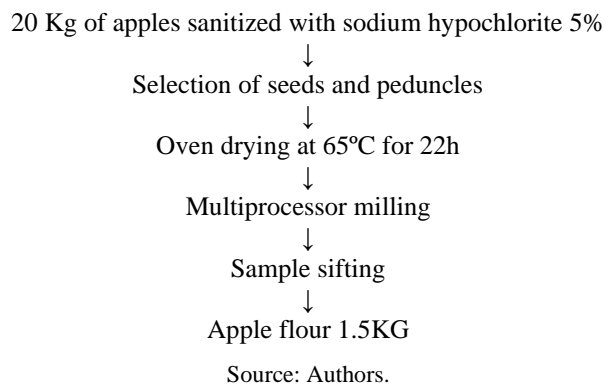 20 Kg of apples sanitized with sodium hypochlorite 5%
↓
Selection of seeds and peduncles
↓
Oven drying at 65ºC for 22h
↓
Multiprocessor milling
↓
Sample sifting
↓
Apple flour 1.5KG
Source: Authors.